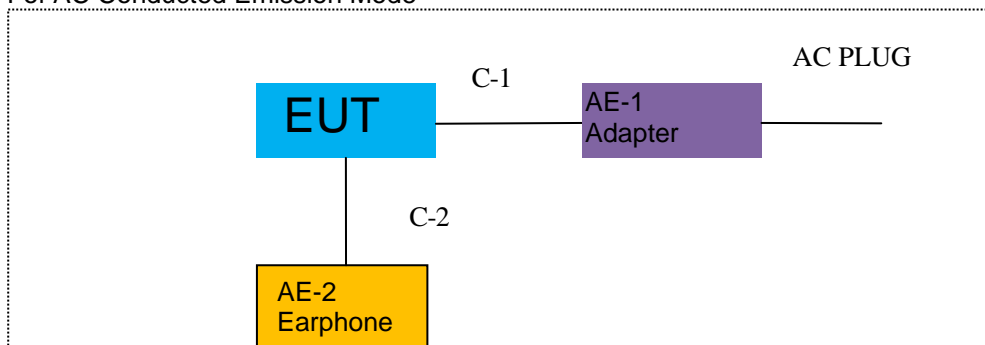 For AC Conducted Emission Mode
AC PLUG
C-1
EUT
AE-1
Adapter
C-2
AE-2
Earphone